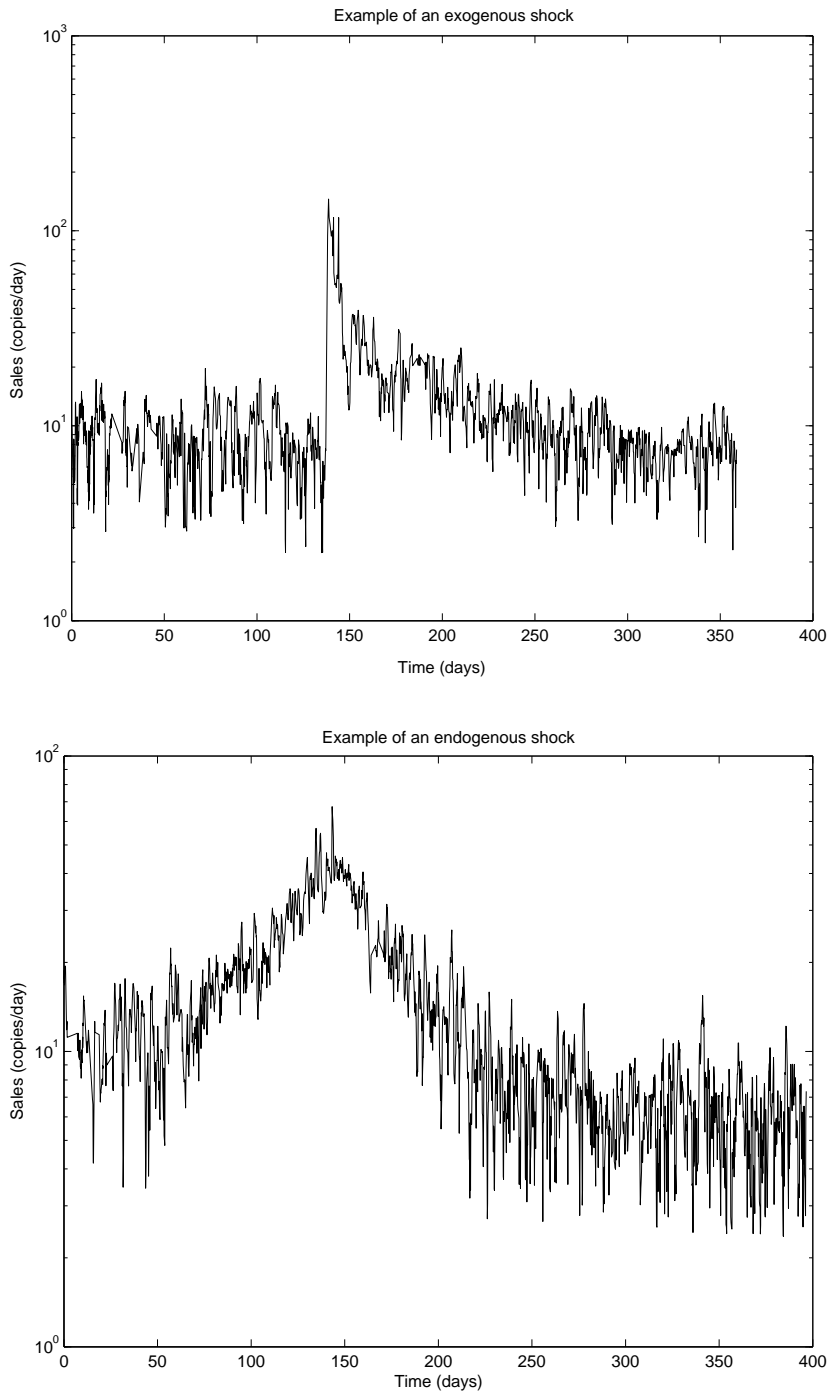 Example of an exogenous shock
10^3
10^2
10^1
10^0
Sales (copies/day)
0 50 100 150 200 250 300 350 400
Time (days)
Example of an endogenous shock
10^2
10^1
10^0
Sales (copies/day)
0 50 100 150 200 250 300 350 400
Time (days)